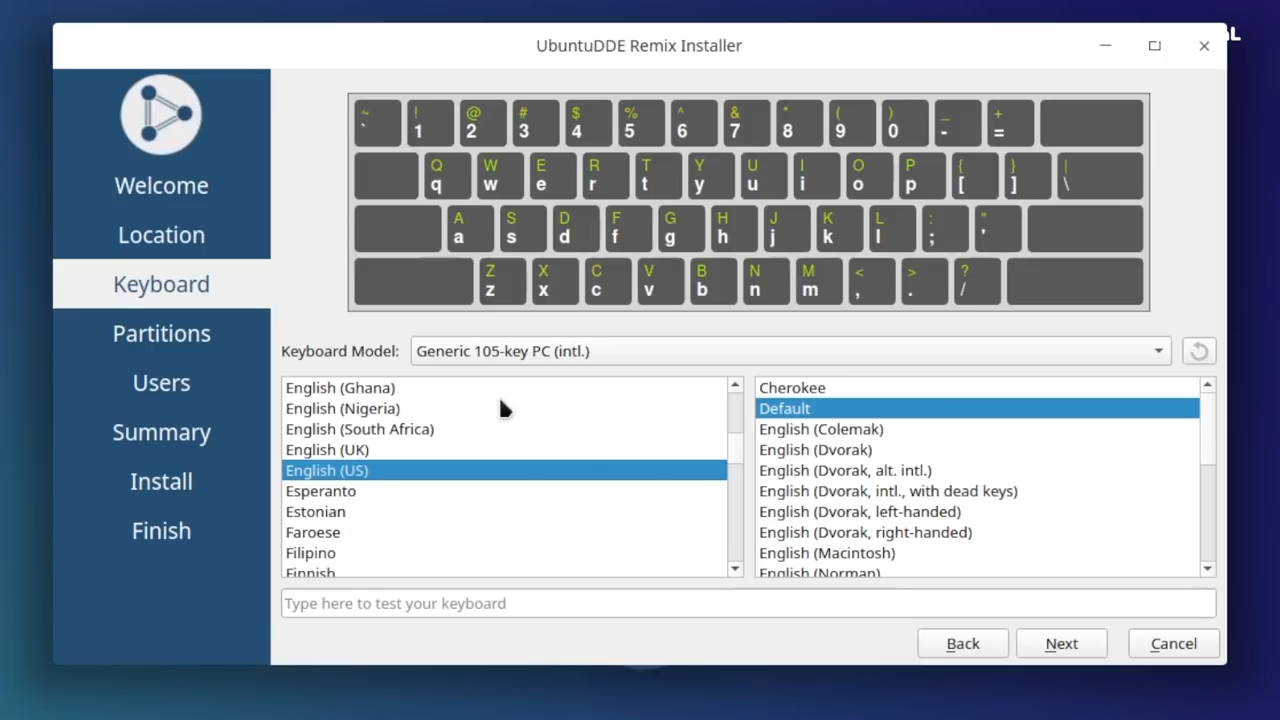 UbuntuDDE Remix Installer
Welcome
Location
Keyboard
Partitions
Users
Summary
Install
Finish
~ ! @ # $ % ^ & * ( ) _ +
` 1 2 3 4 5 6 7 8 9 0 - =
Q W E R T Y U I O P { } |
q w e r t y u i o p [ ] \
A S D F G H J K L : "
a s d f g h j k l ; '
Z X C V B N M < > ?
z x c v b n m , . /
Keyboard Model: Generic 105-key PC (intl.)
English (Ghana)
English (Nigeria)
English (South Africa)
English (UK)
English (US)
Esperanto
Estonian
Faroese
Filipino
Finnish
Cherokee
Default
English (Colemak)
English (Dvorak)
English (Dvorak, alt. intl.)
English (Dvorak, intl., with dead keys)
English (Dvorak, left-handed)
English (Dvorak, right-handed)
English (Macintosh)
English (Norman)
Type here to test your keyboard
Back Next Cancel